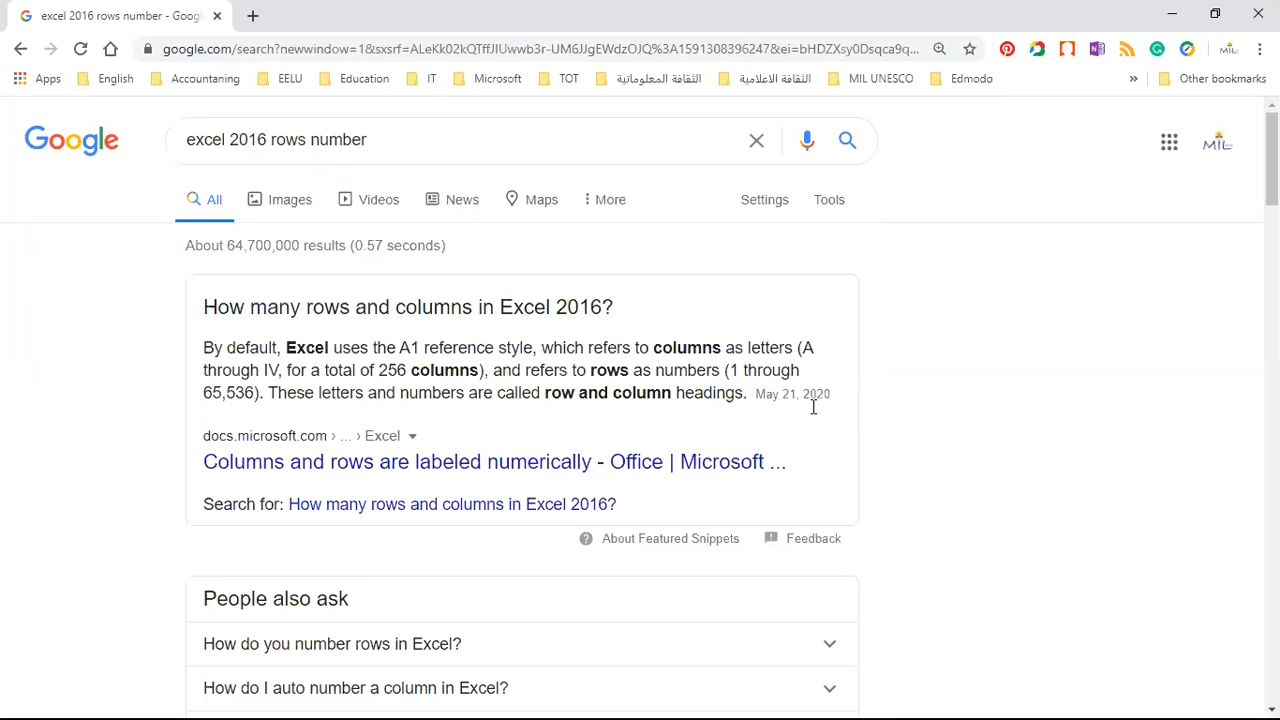 excel 2016 rows number - Goog
google.com/search?newwindow=1&sxsrf=ALeKk02kQTffJIUwwb3r-UM6JJgEWdzOJQ%3A1591308396247&ei=bHDZXsy0Dsqca9q...
Apps English Accountaning EELU Education IT Microsoft TOT الثقافة المعلوماتية الثقافة الاعلامية MIL UNESCO Edmodo » Other bookmarks
Google excel 2016 rows number MIL
All Images Videos News Maps More Settings Tools
About 64,700,000 results (0.57 seconds)
How many rows and columns in Excel 2016?
By default, Excel uses the A1 reference style, which refers to columns as letters (A
through IV, for a total of 256 columns), and refers to rows as numbers (1 through
65,536). These letters and numbers are called row and column headings. May 21, 2020
docs.microsoft.com › ... › Excel
Columns and rows are labeled numerically - Office | Microsoft ...
Search for: How many rows and columns in Excel 2016?
About Featured Snippets Feedback
People also ask
How do you number rows in Excel?
How do I auto number a column in Excel?